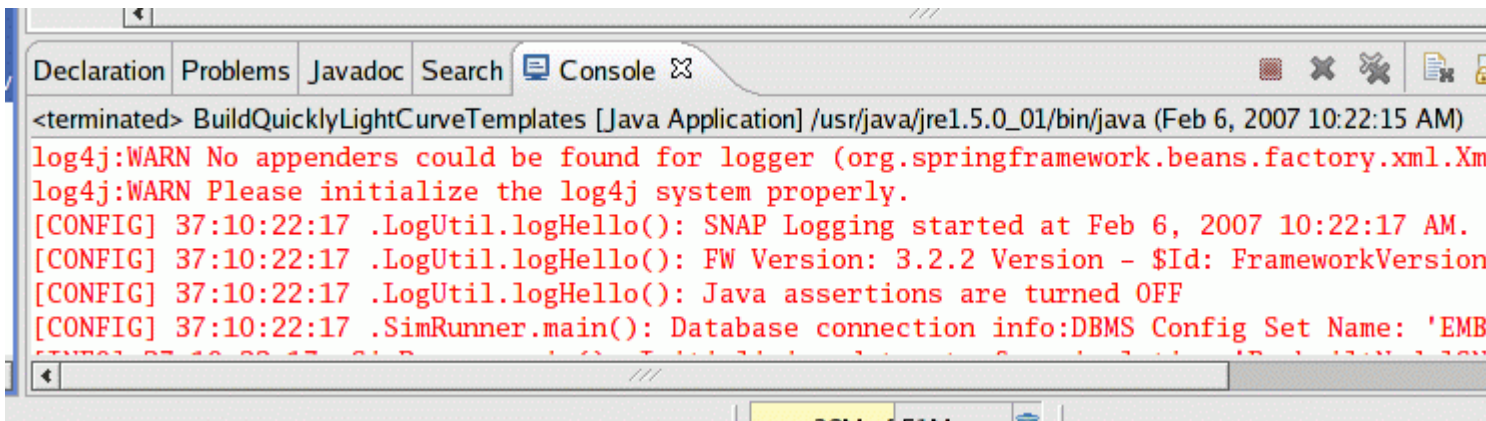 Declaration Problems Javadoc Search Console
<terminated> BuildQuicklyLightCurveTemplates [Java Application] /usr/java/jre1.5.0_01/bin/java (Feb 6, 2007 10:22:15 AM)
log4j:WARN No appenders could be found for logger (org.springframework.beans.factory.xml.Xm
log4j:WARN Please initialize the log4j system properly.
[CONFIG] 37:10:22:17 .LogUtil.logHello(): SNAP Logging started at Feb 6, 2007 10:22:17 AM.
[CONFIG] 37:10:22:17 .LogUtil.logHello(): FW Version: 3.2.2 Version – $Id: FrameworkVersion
[CONFIG] 37:10:22:17 .LogUtil.logHello(): Java assertions are turned OFF
[CONFIG] 37:10:22:17 .SimRunner.main(): Database connection info:DBMS Config Set Name: 'EMB